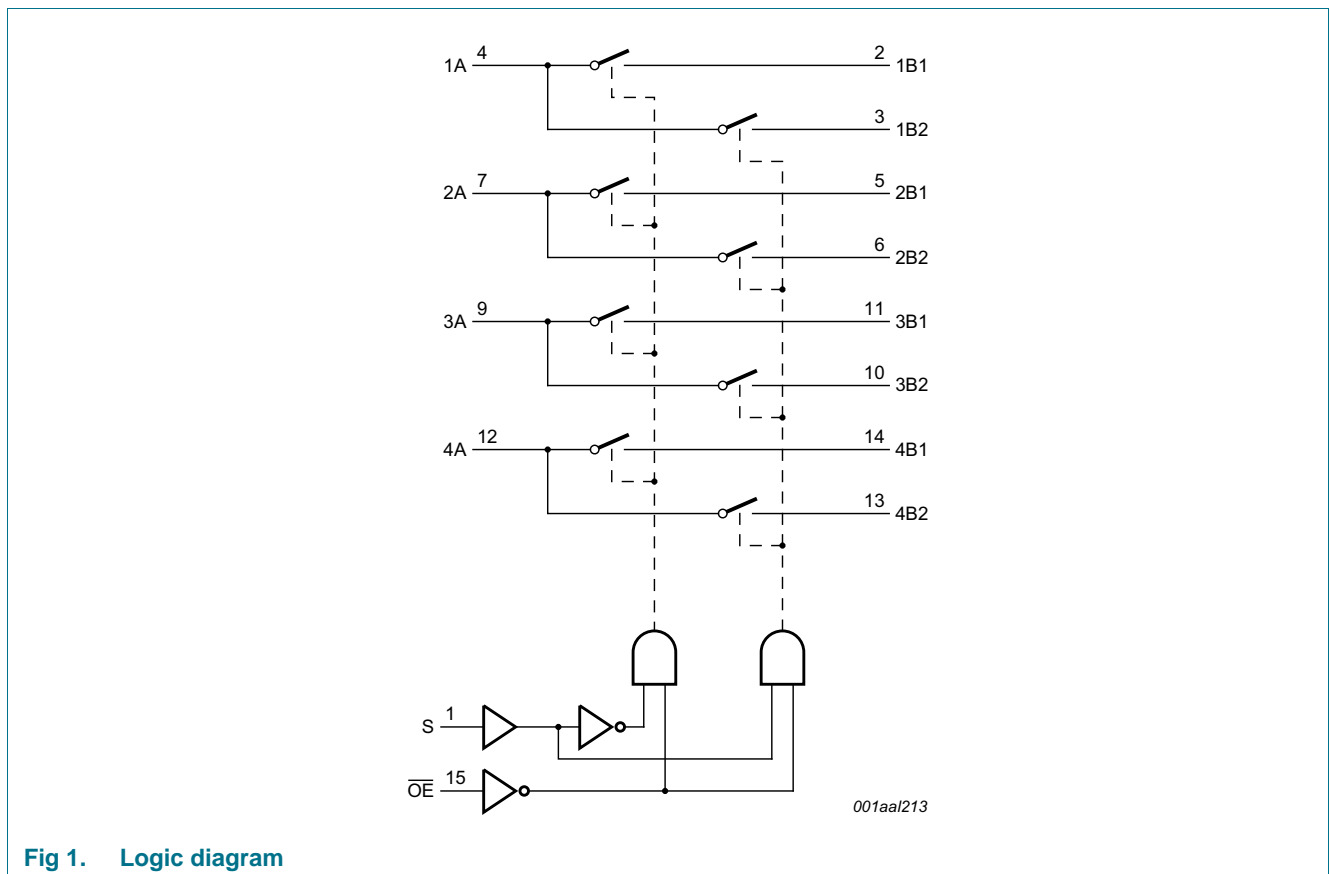 1A 4 2 1B1
3 1B2
2A 7 5 2B1
6 2B2
3A 9 11 3B1
10 3B2
4A 12 14 4B1
13 4B2
S 1
O̅E̅ 15
001aal213
Fig 1. Logic diagram